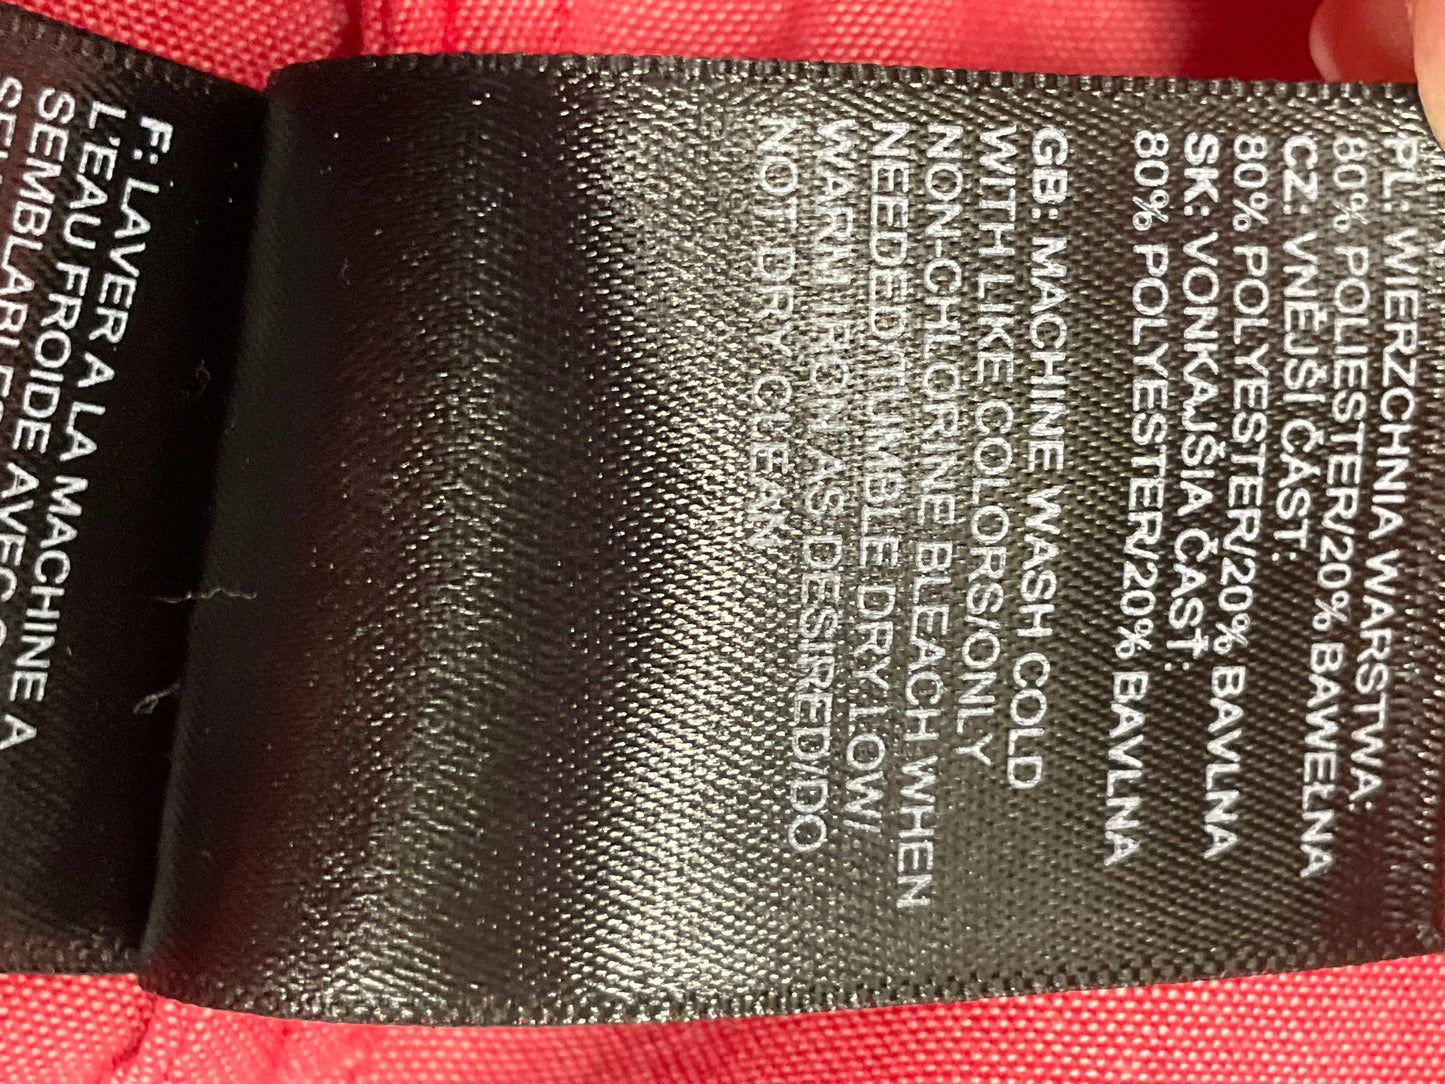 PL: WIERZCHNIA WARSTWA:
80% POLIESTER/20% BAWEŁNA
CZ: VNĚJŠÍ ČÁST:
80% POLYESTER/20% BAVLNA
SK: VONKAJŠIA ČASŤ:
80% POLYESTER/20% BAVLNA
GB: MACHINE WASH COLD
WITH LIKE COLORS/ONLY
NON-CHLORINE BLEACH WHEN
NEEDED/TUMBLE DRY LOW/
WARM IRON AS DESIRED/DO
NOT DRY CLEAN
F: LAVER A LA MACHINE A
L'EAU FROIDE AVEC
SEMBLABLES